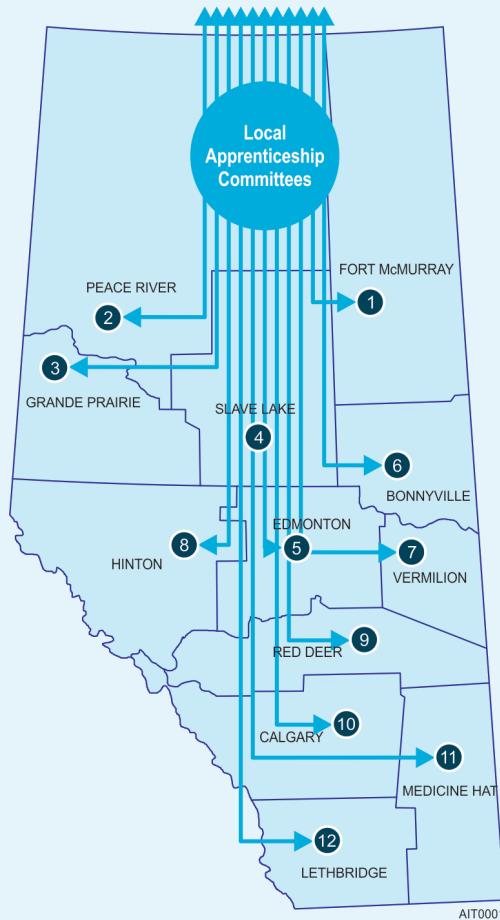 Local
Apprenticeship
Committees
FORT McMURRAY
1
PEACE RIVER
2
3
GRANDE PRAIRIE
SLAVE LAKE
4
6
BONNYVILLE
EDMONTON
8
5
7
HINTON
VERMILION
9
RED DEER
10
CALGARY
11
MEDICINE HAT
12
LETHBRIDGE
AIT000